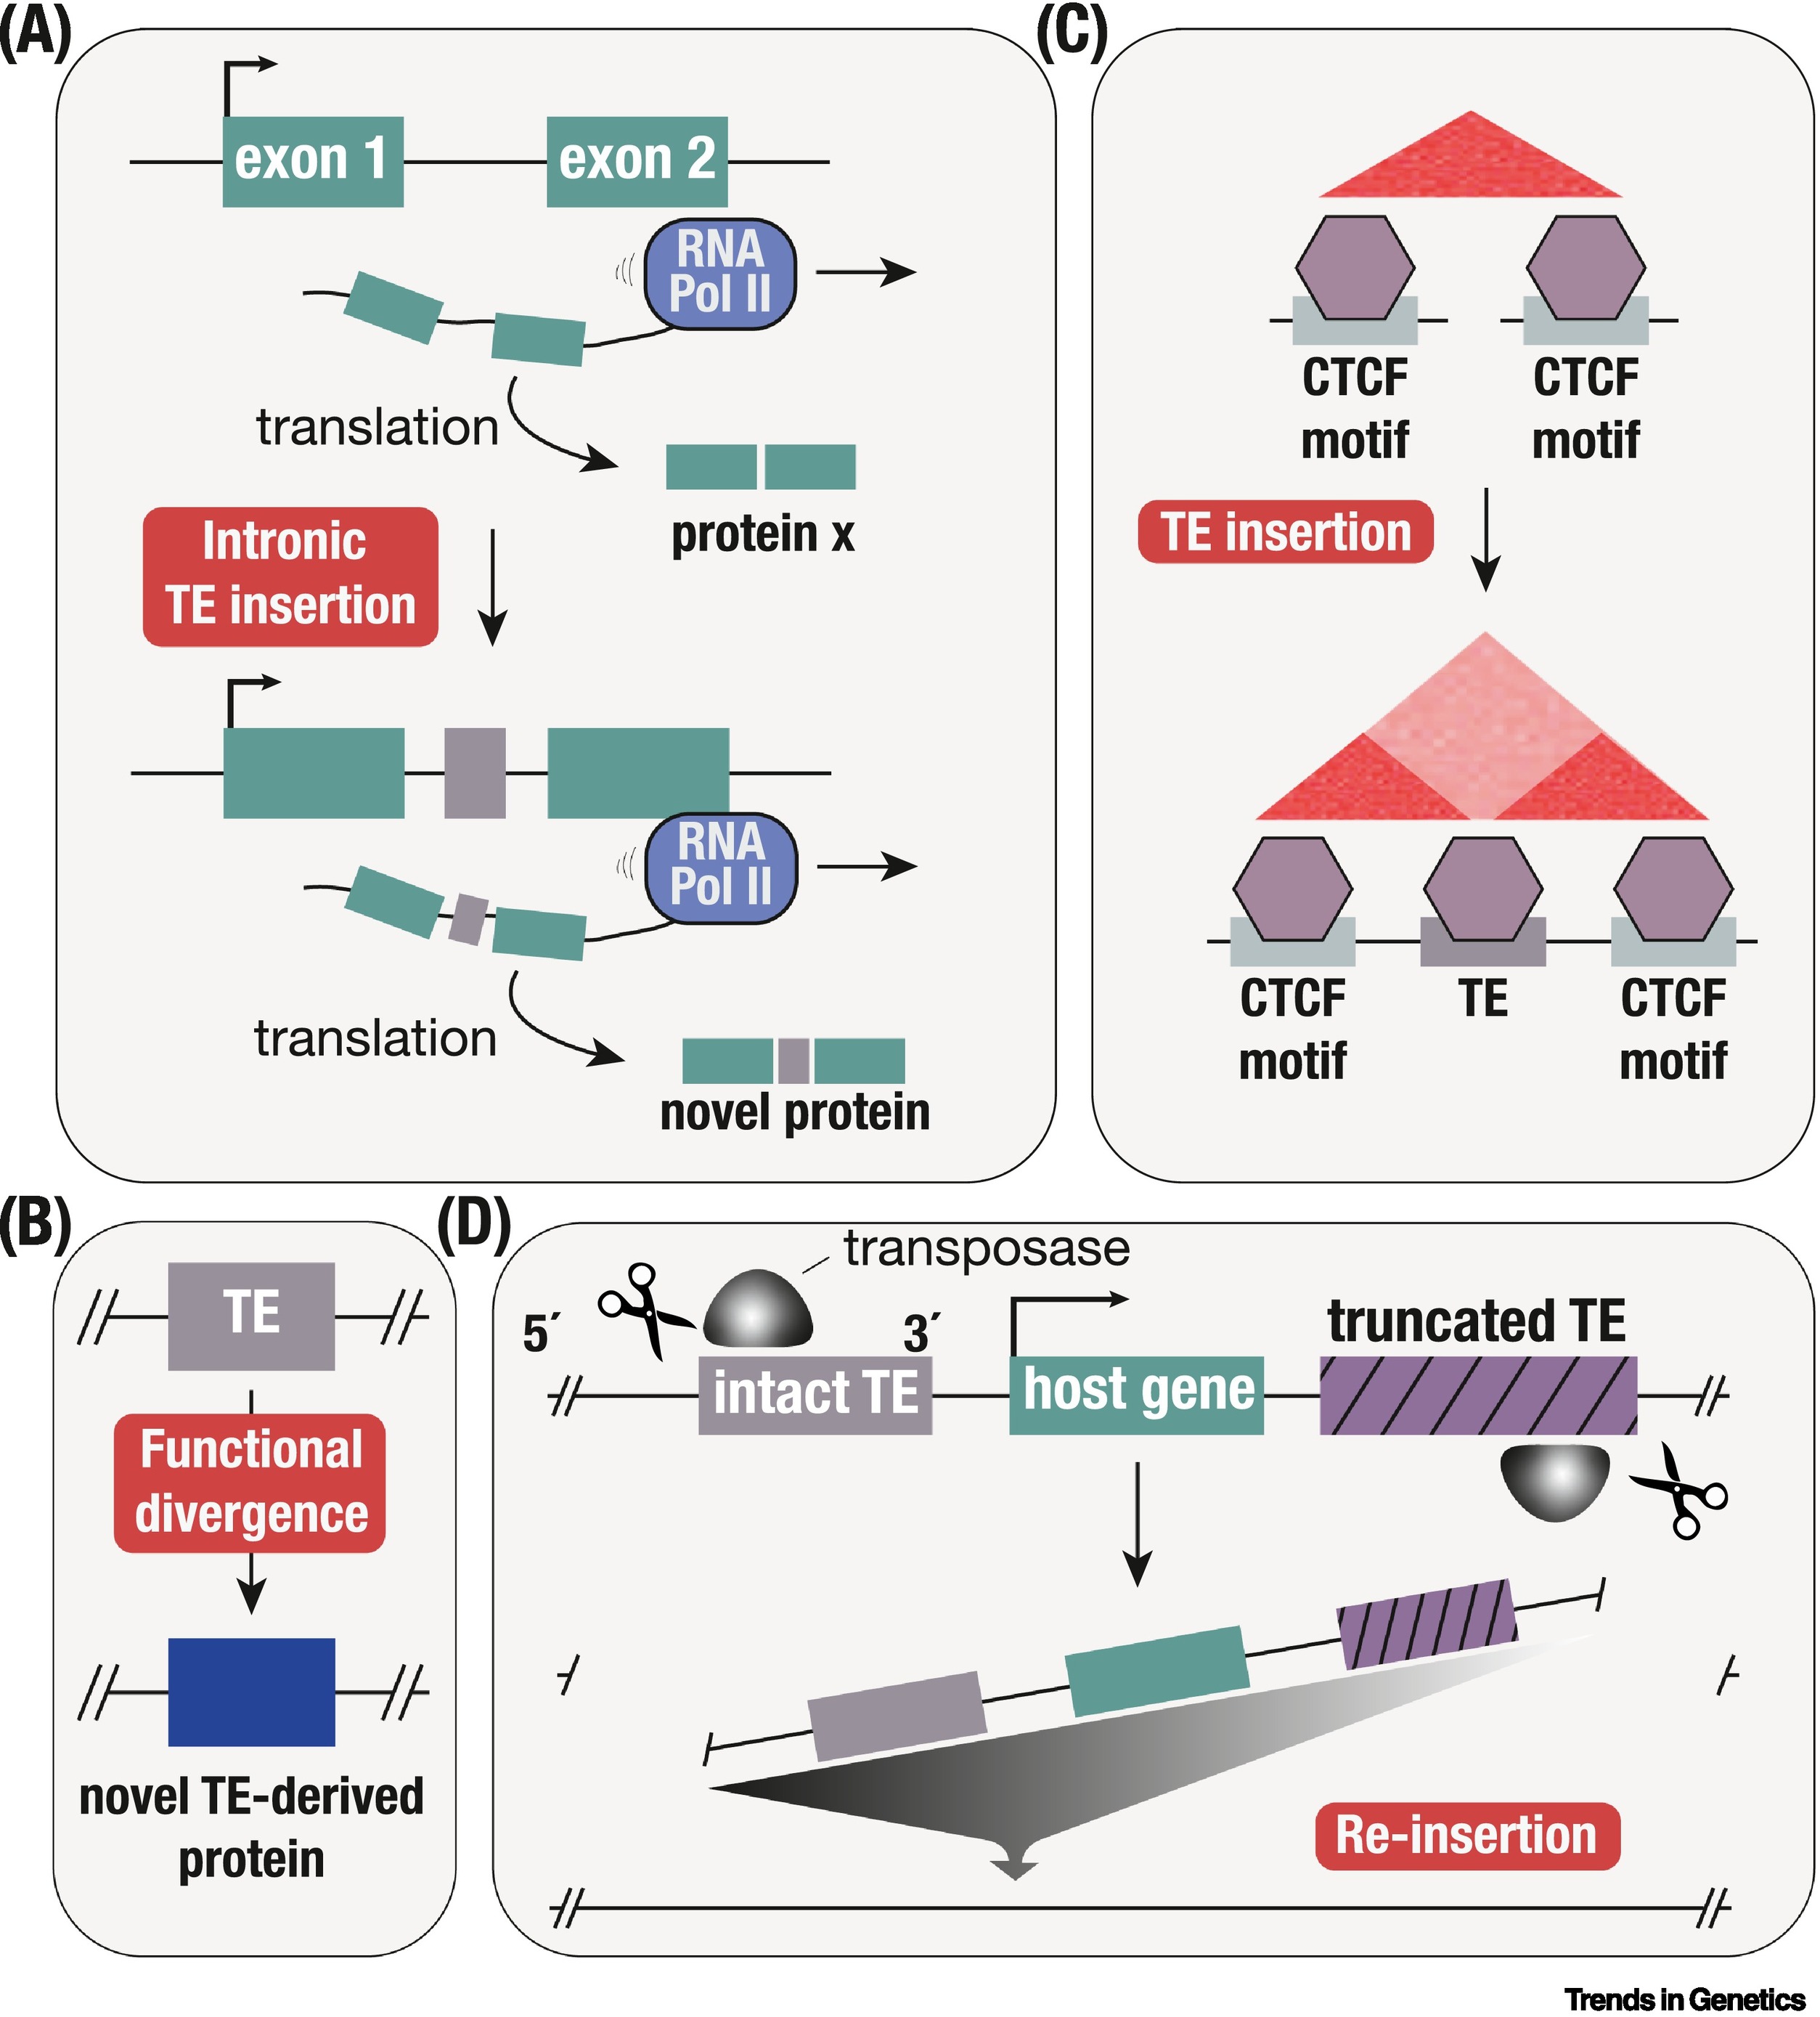 (A)
exon 1
exon 2
RNA
Pol II
translation
protein x
Intronic
TE insertion
RNA
Pol II
translation
novel protein
(C)
CTCF
motif
CTCF
motif
TE insertion
CTCF
motif
TE
CTCF
motif
(B)
TE
Functional
divergence
novel TE-derived
protein
(D)
transposase
5´
3´
truncated TE
intact TE
host gene
Re-insertion
Trends in Genetics